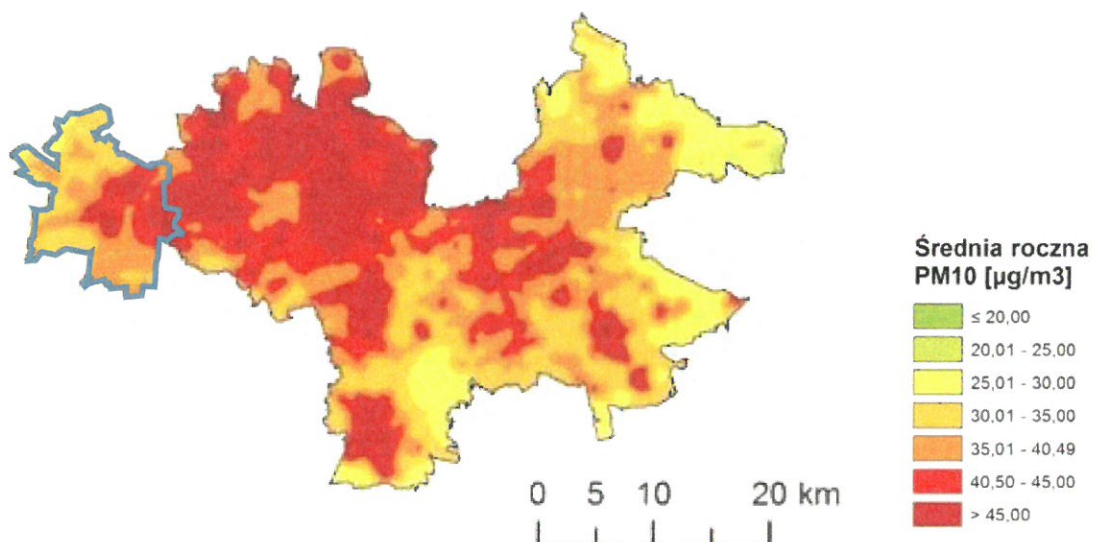 Średnia roczna
PM10 [µg/m3]
≤ 20,00
20,01 - 25,00
25,01 - 30,00
30,01 - 35,00
35,01 - 40,49
40,50 - 45,00
> 45,00
0 5 10 20 km